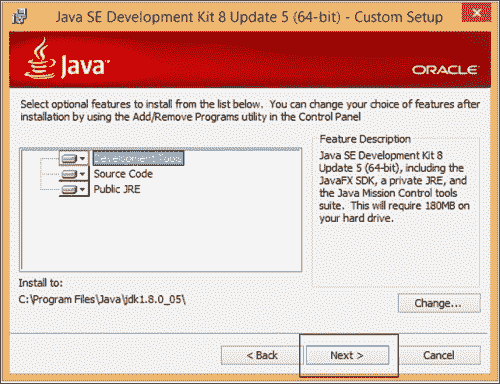 Java SE Development Kit 8 Update 5 (64-bit) - Custom Setup
Java™
ORACLE
Select optional features to install from the list below. You can change your choice of features after
installation by using the Add/Remove Programs utility in the Control Panel
Development Tools
Source Code
Public JRE
Feature Description
Java SE Development Kit 8
Update 5 (64-bit), including the
JavaFX SDK, a private JRE, and
the Java Mission Control tools
suite. This will require 180MB on
your hard drive.
Install to:
C:\Program Files\Java\jdk1.8.0_05\
Change...
< Back
Next >
Cancel